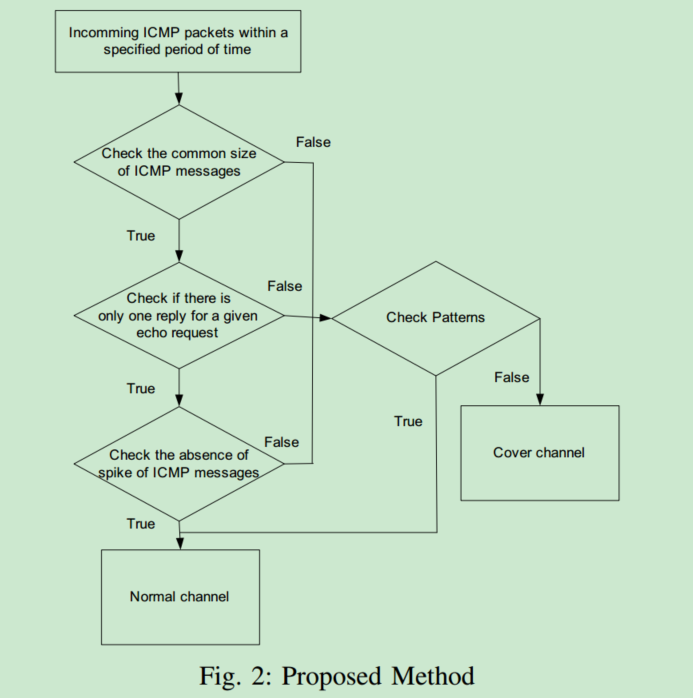 Incomming ICMP packets within a
specified period of time
Check the common size
of ICMP messages
False
True
Check if there is
only one reply for a given
echo request
False
Check Patterns
True
False
Check the absence of
spike of ICMP messages
False
True
True
Cover channel
Normal channel
Fig. 2: Proposed Method